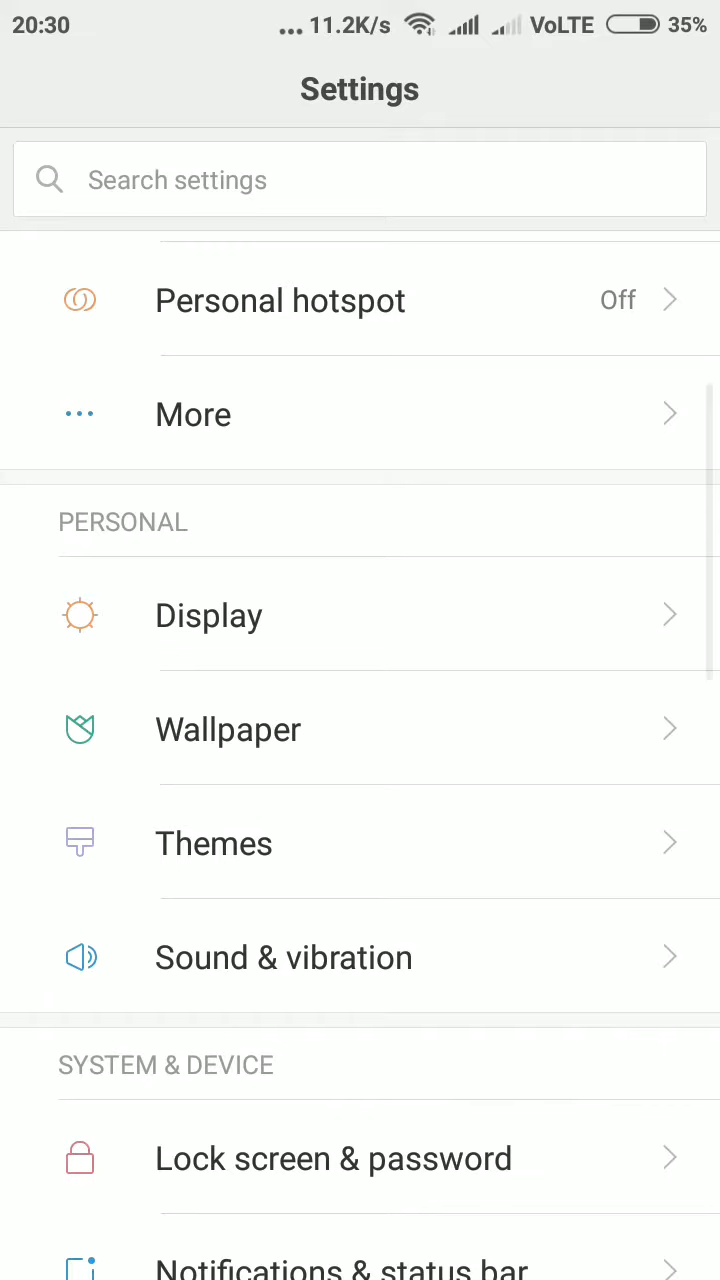 20:30 ... 11.2K/s VoLTE 35%
Settings
Search settings
Personal hotspot Off
More
PERSONAL
Display
Wallpaper
Themes
Sound & vibration
SYSTEM & DEVICE
Lock screen & password
Notifications & status bar